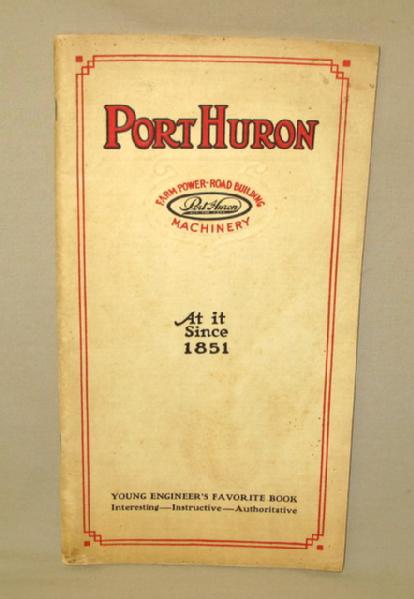 PORT HURON
FARM POWER-ROAD BUILDING
Port Huron
MACHINERY
At it
Since
1851
YOUNG ENGINEER'S FAVORITE BOOK
Interesting—Instructive—Authoritative